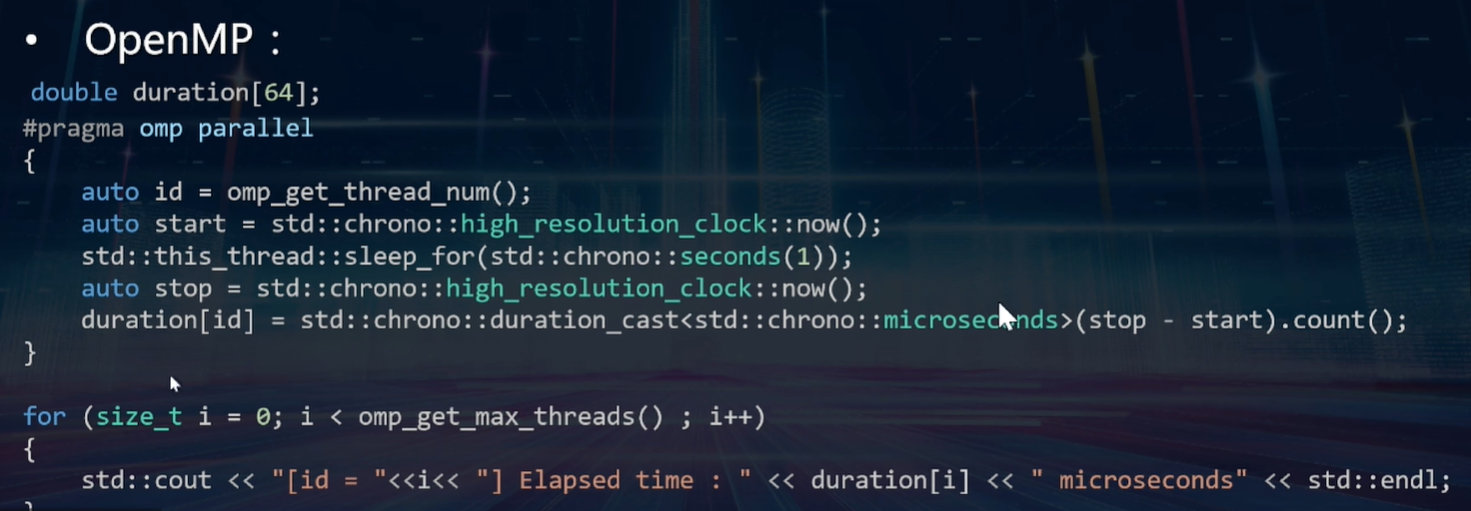 • OpenMP :
double duration[64];
#pragma omp parallel
{
    auto id = omp_get_thread_num();
    auto start = std::chrono::high_resolution_clock::now();
    std::this_thread::sleep_for(std::chrono::seconds(1));
    auto stop = std::chrono::high_resolution_clock::now();
    duration[id] = std::chrono::duration_cast<std::chrono::microseconds>(stop - start).count();
}
for (size_t i = 0; i < omp_get_max_threads() ; i++)
{
    std::cout << "[id = "<<i<< "] Elapsed time : " << duration[i] << " microseconds" << std::endl;
}